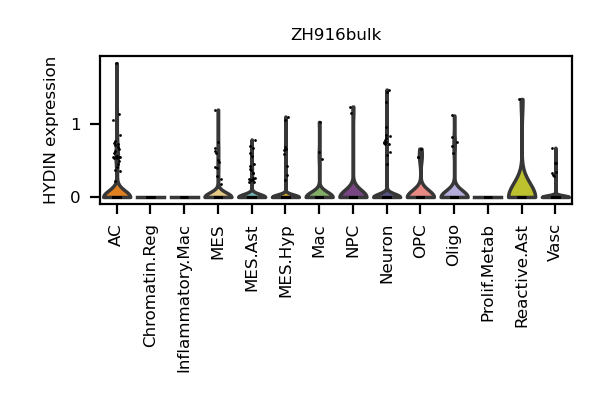 ZH916bulk
HYDIN expression
1
0
AC
Chromatin.Reg
Inflammatory.Mac
MES
MES.Ast
MES.Hyp
Mac
NPC
Neuron
OPC
Oligo
Prolif.Metab
Reactive.Ast
Vasc